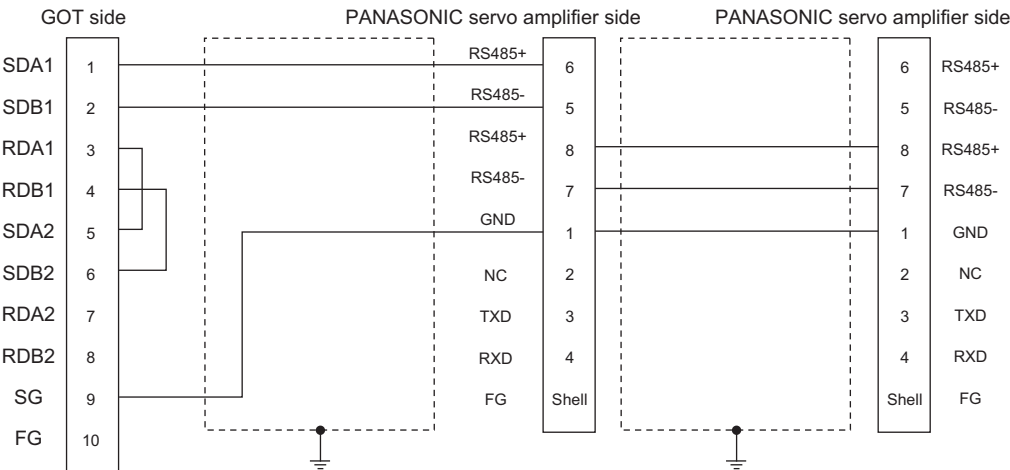 GOT side PANASONIC servo amplifier side PANASONIC servo amplifier side
SDA1 1 RS485+ 6 6 RS485+
SDB1 2 RS485- 5 5 RS485-
RDA1 3 RS485+ 8 8 RS485+
RDB1 4 RS485- 7 7 RS485-
SDA2 5 GND 1 1 GND
SDB2 6 NC 2 2 NC
RDA2 7 TXD 3 3 TXD
RDB2 8 RXD 4 4 RXD
SG 9 FG Shell Shell FG
FG 10